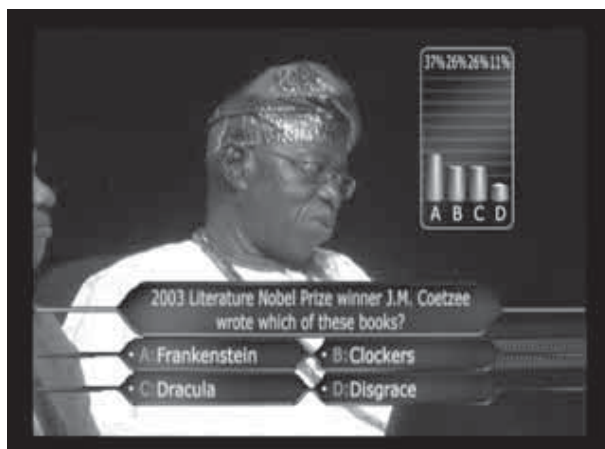 37% 26% 26% 11%
A B C D
2003 Literature Nobel Prize winner J.M. Coetzee
wrote which of these books?
A: Frankenstein
B: Clockers
C: Dracula
D: Disgrace